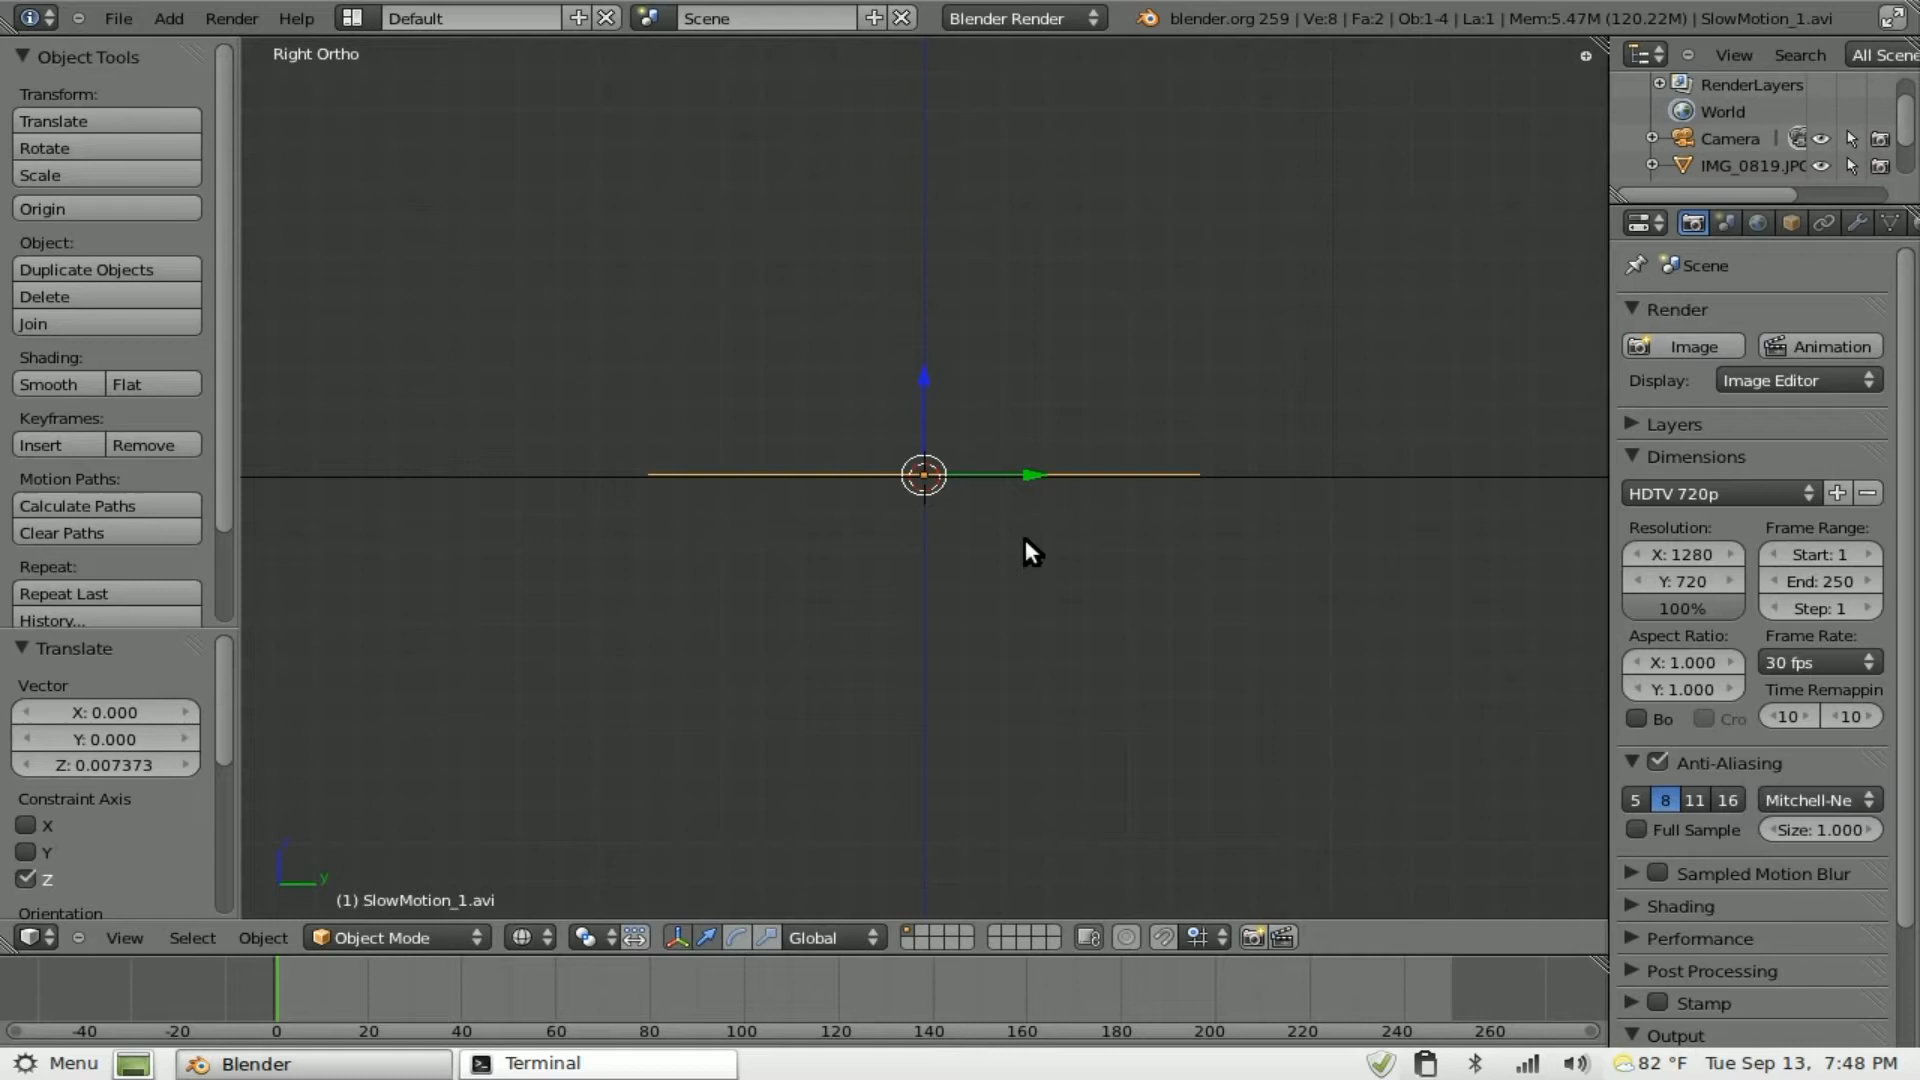 File Add Render Help Default Scene Blender Render blender.org 259 | Ve:8 | Fa:2 | Ob:1-4 | La:1 | Mem:5.47M (120.22M) | SlowMotion_1.avi
Object Tools
Transform:
Translate
Rotate
Scale
Origin
Object:
Duplicate Objects
Delete
Join
Shading:
Smooth Flat
Keyframes:
Insert Remove
Motion Paths:
Calculate Paths
Clear Paths
Repeat:
Repeat Last
History...
Translate
Vector
X: 0.000
Y: 0.000
Z: 0.007373
Constraint Axis
X
Y
Z
Orientation
Right Ortho
y
(1) SlowMotion_1.avi
View Select Object Object Mode Global
View Search All Scene
RenderLayers
World
Camera
IMG_0819.JPG
Scene
Render
Image Animation
Display: Image Editor
Layers
Dimensions
HDTV 720p
Resolution: Frame Range:
X: 1280 Start: 1
Y: 720 End: 250
100% Step: 1
Aspect Ratio: Frame Rate:
X: 1.000 30 fps
Y: 1.000 Time Remappin
Bo Cro 10 10
Anti-Aliasing
5 8 11 16 Mitchell-Ne
Full Sample Size: 1.000
Sampled Motion Blur
Shading
Performance
Post Processing
Stamp
Output
-40 -20 0 20 40 60 80 100 120 140 160 180 200 220 240 260
Menu Blender Terminal 82 °F Tue Sep 13, 7:48 PM